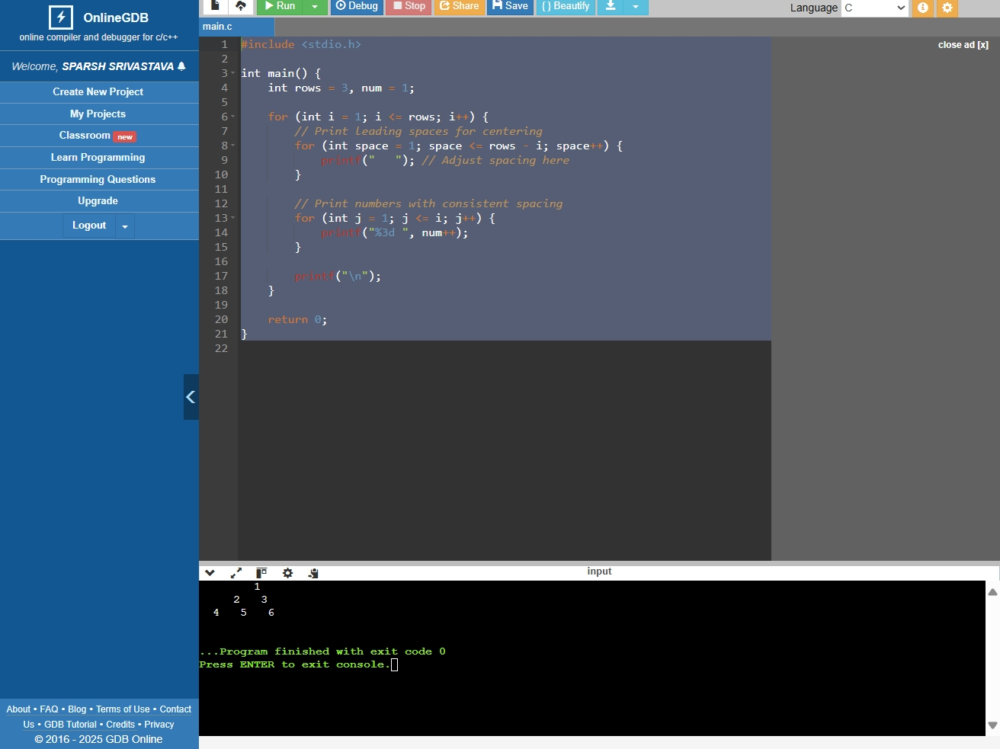 OnlineGDB
online compiler and debugger for c/c++
Welcome, SPARSH SRIVASTAVA
Create New Project
My Projects
Classroom new
Learn Programming
Programming Questions
Upgrade
Logout
About • FAQ • Blog • Terms of Use • Contact
Us • GDB Tutorial • Credits • Privacy
© 2016 - 2025 GDB Online
Run Debug Stop Share Save { } Beautify Language C
main.c
close ad [x]
1 #include <stdio.h>
2
3 int main() {
4     int rows = 3, num = 1;
5
6     for (int i = 1; i <= rows; i++) {
7         // Print leading spaces for centering
8         for (int space = 1; space <= rows - i; space++) {
9             printf("   "); // Adjust spacing here
10         }
11
12         // Print numbers with consistent spacing
13         for (int j = 1; j <= i; j++) {
14             printf("%3d ", num++);
15         }
16
17         printf("\n");
18     }
19
20     return 0;
21 }
22
input
1
2 3
4 5 6
...Program finished with exit code 0
Press ENTER to exit console.